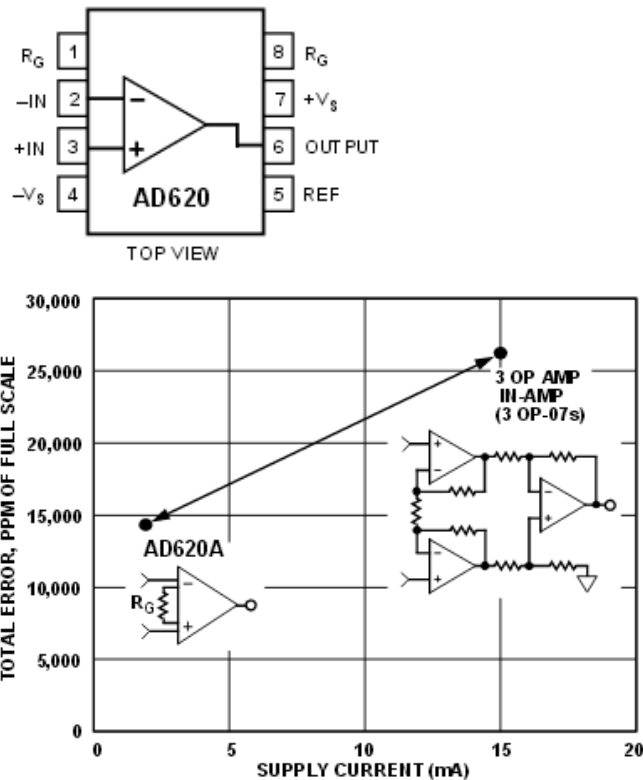 RG 1 8 RG
–IN 2 7 +VS
+IN 3 6 OUTPUT
–VS 4 5 REF
– +
AD620
TOP VIEW
TOTAL ERROR, PPM OF FULL SCALE
30,000
25,000
20,000
15,000
10,000
5,000
0
3 OP AMP
IN-AMP
(3 OP-07s)
+
–
–
+
–
+
AD620A
RG
–
+
0 5 10 15 20
SUPPLY CURRENT (mA)